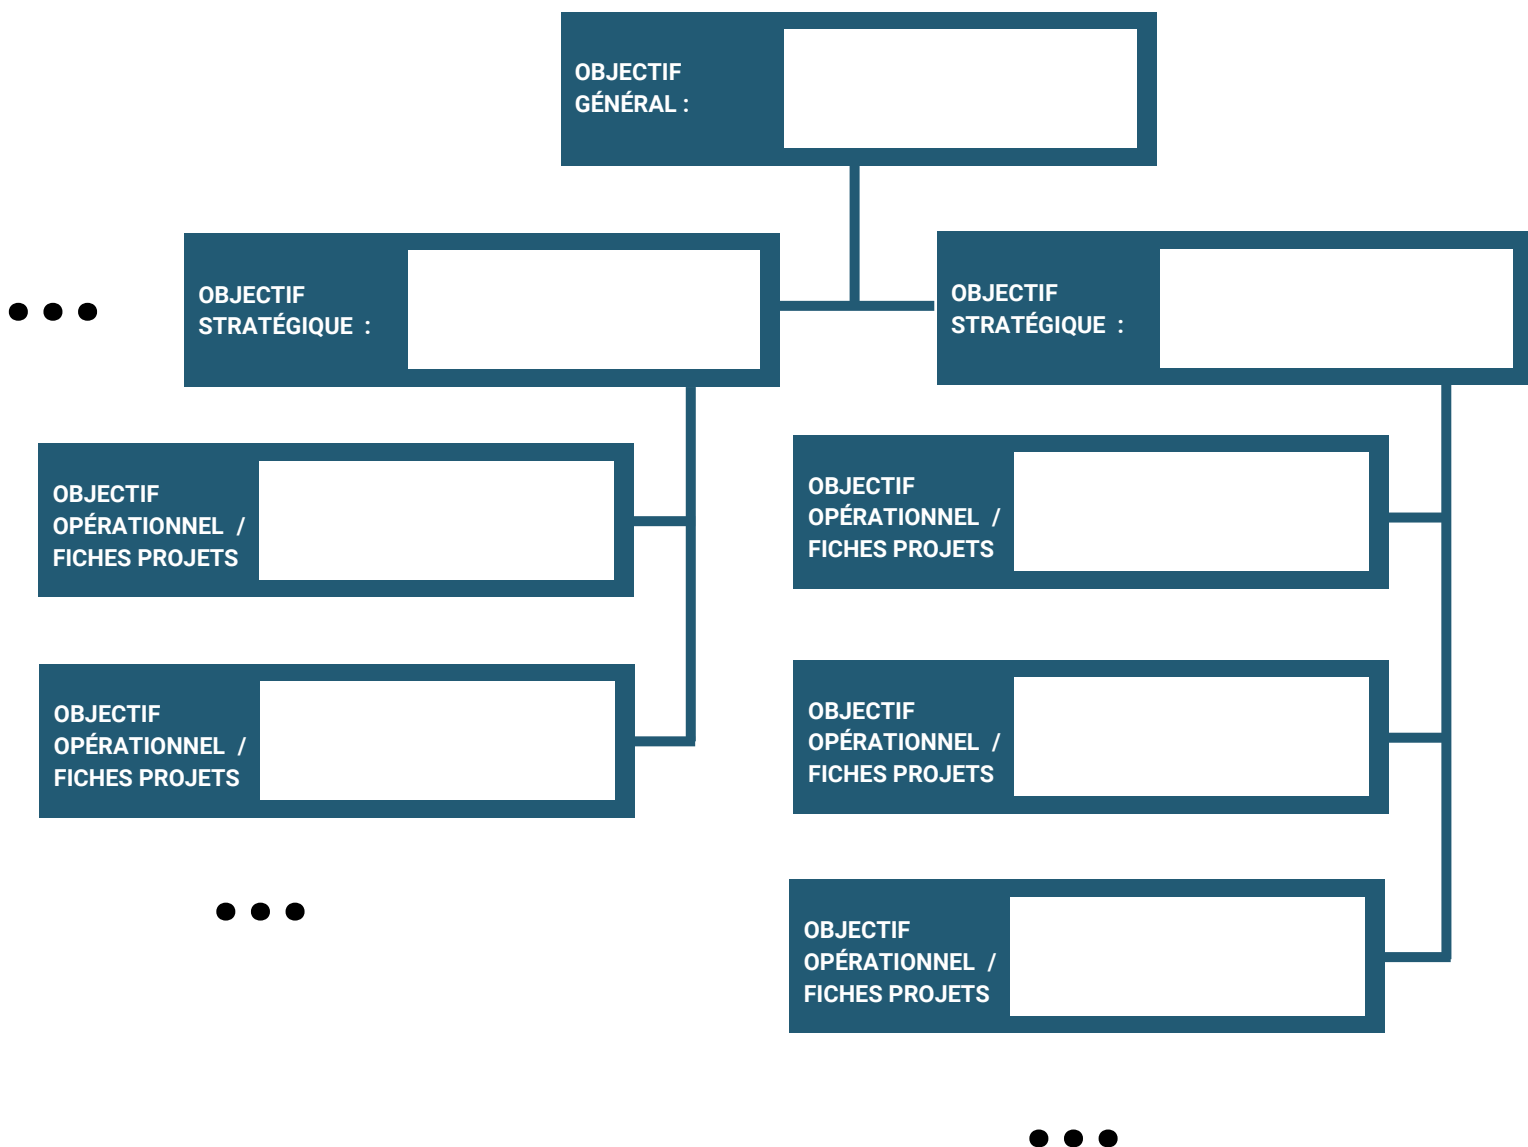 OBJECTIF
GÉNÉRAL :
OBJECTIF
STRATÉGIQUE :
OBJECTIF
STRATÉGIQUE :
OBJECTIF
OPÉRATIONNEL /
FICHES PROJETS
OBJECTIF
OPÉRATIONNEL /
FICHES PROJETS
OBJECTIF
OPÉRATIONNEL /
FICHES PROJETS
OBJECTIF
OPÉRATIONNEL /
FICHES PROJETS
OBJECTIF
OPÉRATIONNEL /
FICHES PROJETS